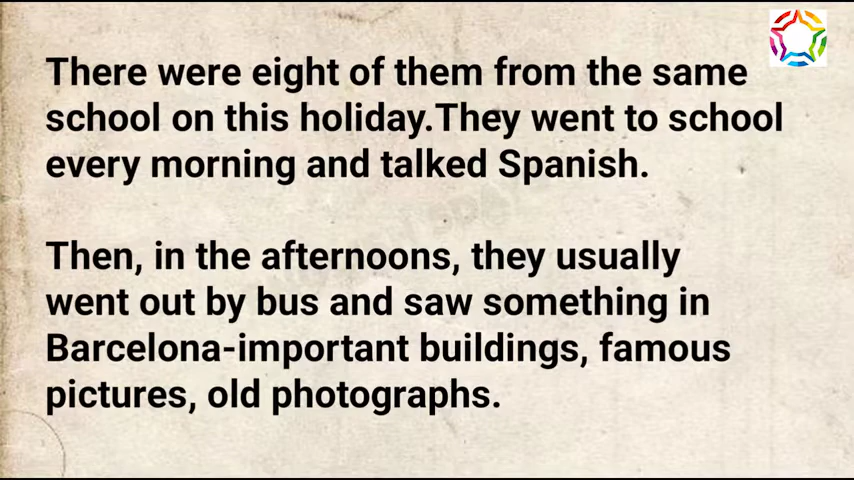 There were eight of them from the same
school on this holiday.They went to school
every morning and talked Spanish.
Then, in the afternoons, they usually
went out by bus and saw something in
Barcelona-important buildings, famous
pictures, old photographs.